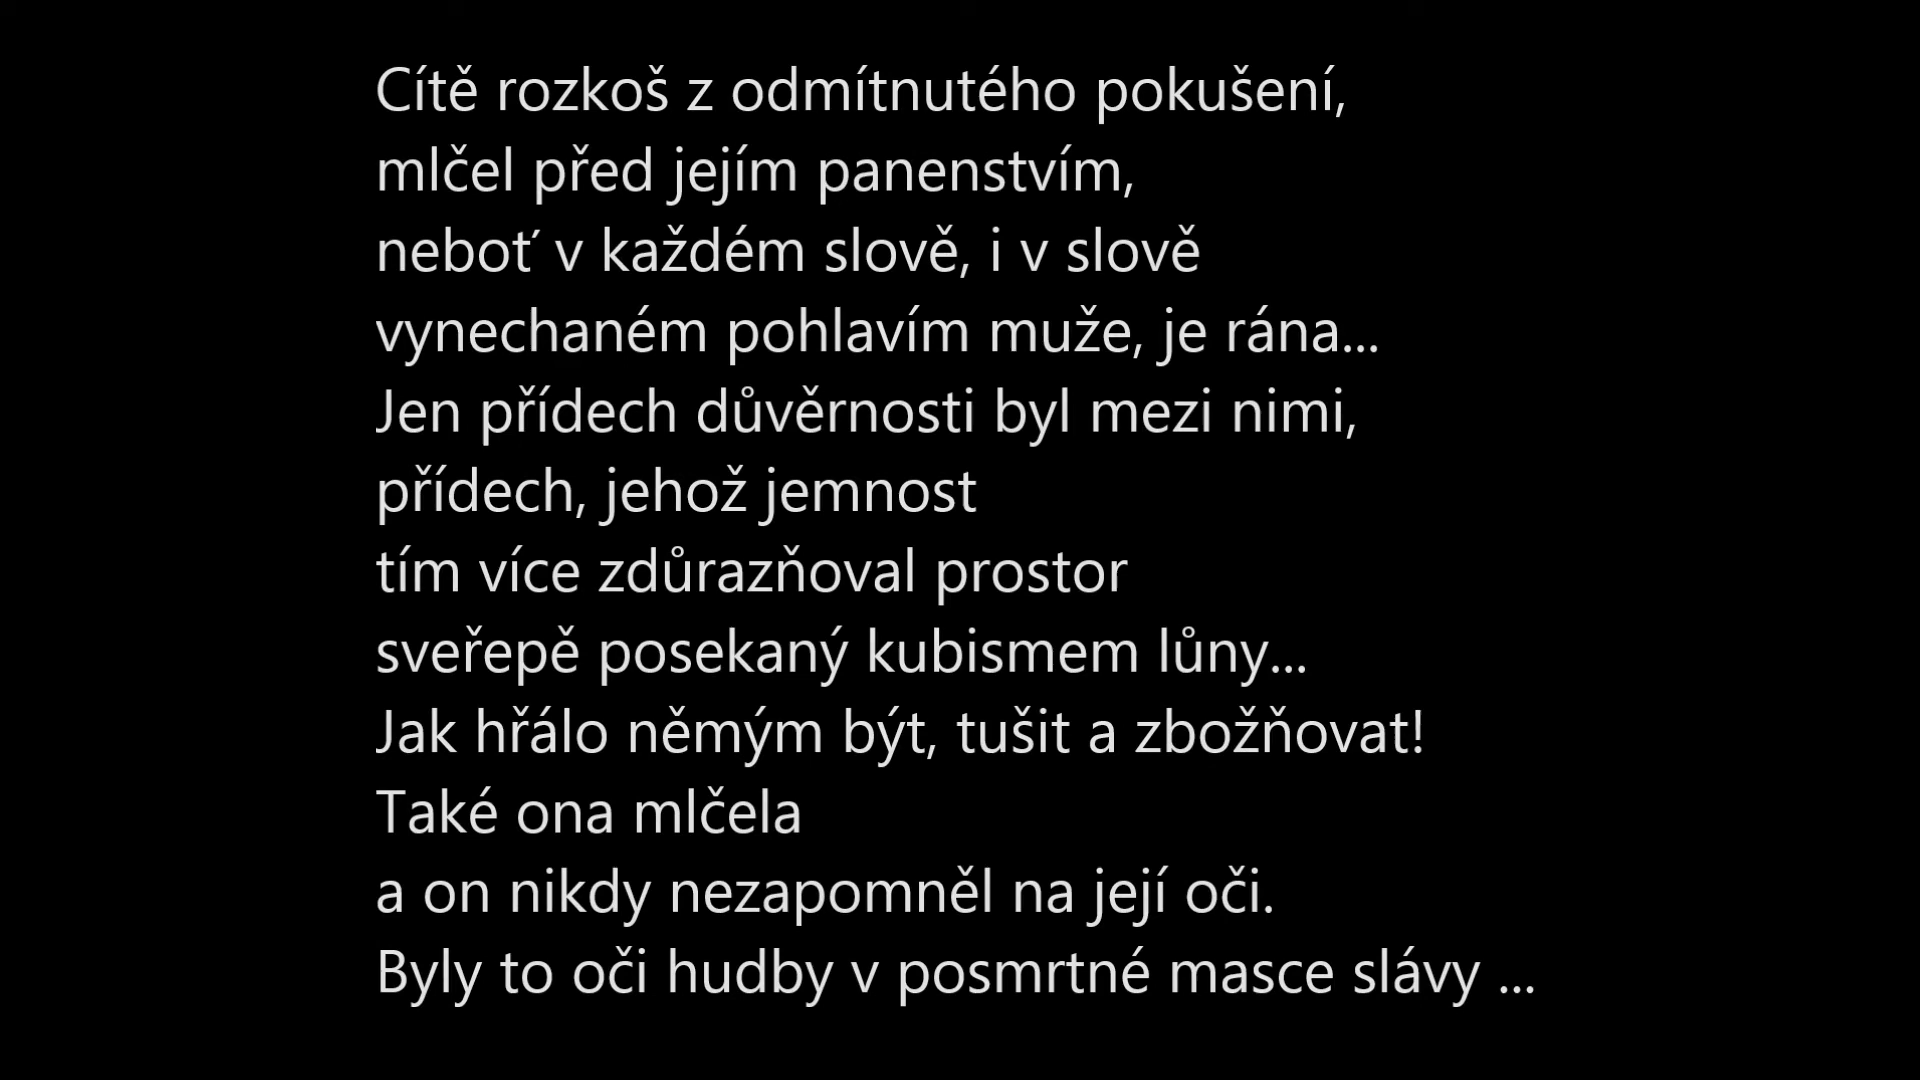 Cítě rozkoš z odmítnutého pokušení,
mlčel před jejím panenstvím,
neboť v každém slově, i v slově
vynechaném pohlavím muže, je rána...
Jen přídech důvěrnosti byl mezi nimi,
přídech, jehož jemnost
tím více zdůrazňoval prostor
sveřepě posekaný kubismem lůny...
Jak hřálo němým být, tušit a zbožňovat!
Také ona mlčela
a on nikdy nezapomněl na její oči.
Byly to oči hudby v posmrtné masce slávy ...